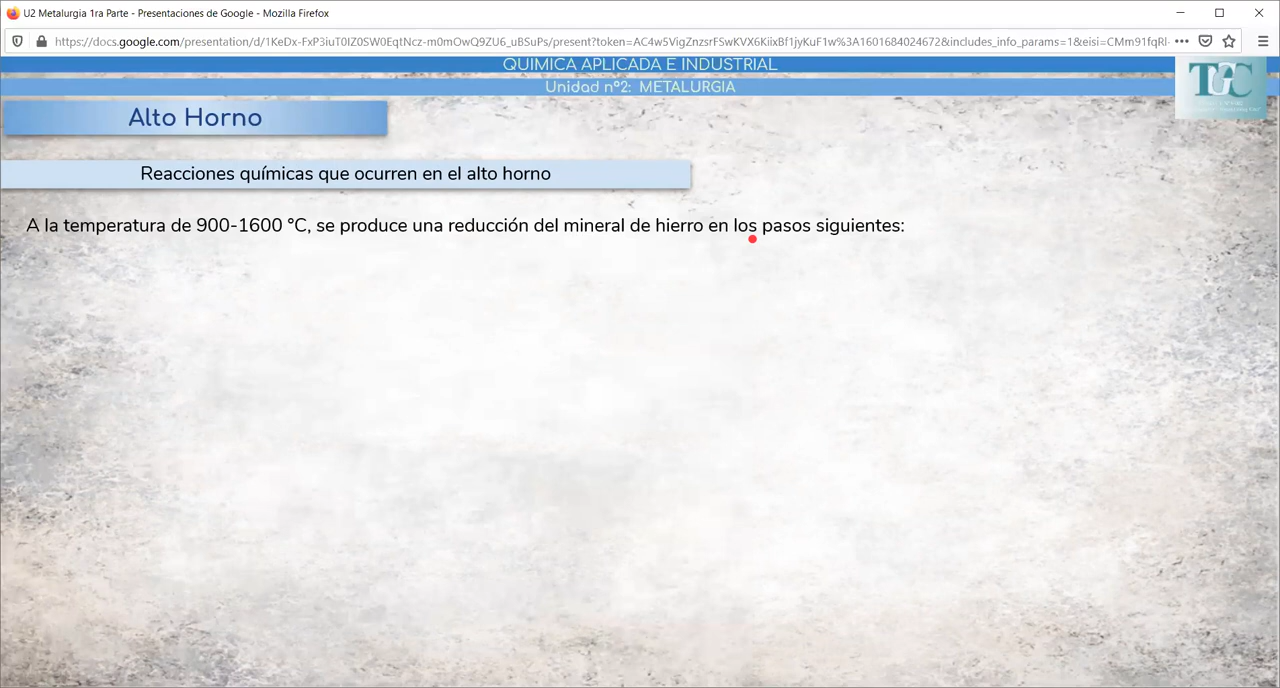 U2 Metalurgia 1ra Parte - Presentaciones de Google - Mozilla Firefox
https://docs.google.com/presentation/d/1KeDx-FxP3iuT0IZ0SW0EqtNcz-m0mOwQ9ZU6_uBSuPs/present?token=AC4w5VigZnzsrFSwKVX6KiixBf1jyKuF1w%3A1601684024672&includes_info_params=1&eisi=CMm91fqRl-
QUIMICA APLICADA E INDUSTRIAL
Unidad nº2: METALURGIA
TGC
Alto Horno
Reacciones químicas que ocurren en el alto horno
A la temperatura de 900-1600 °C, se produce una reducción del mineral de hierro en los pasos siguientes: